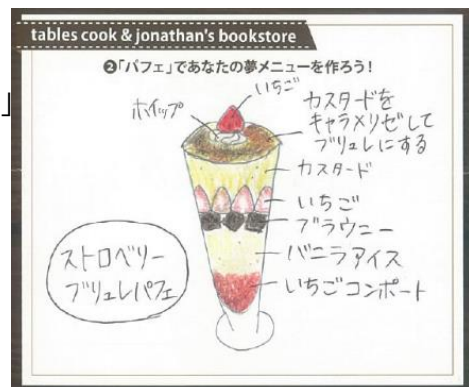 tables cook & jonathan's bookstore
❷「パフェ」であなたの夢メニューを作ろう!
」
いちご
ホイップ
カスタードを
キャラメリゼして
ブリュレにする
カスタード
いちご
ブラウニー
バニラアイス
いちごコンポート
ストロベリー
ブリュレパフェ